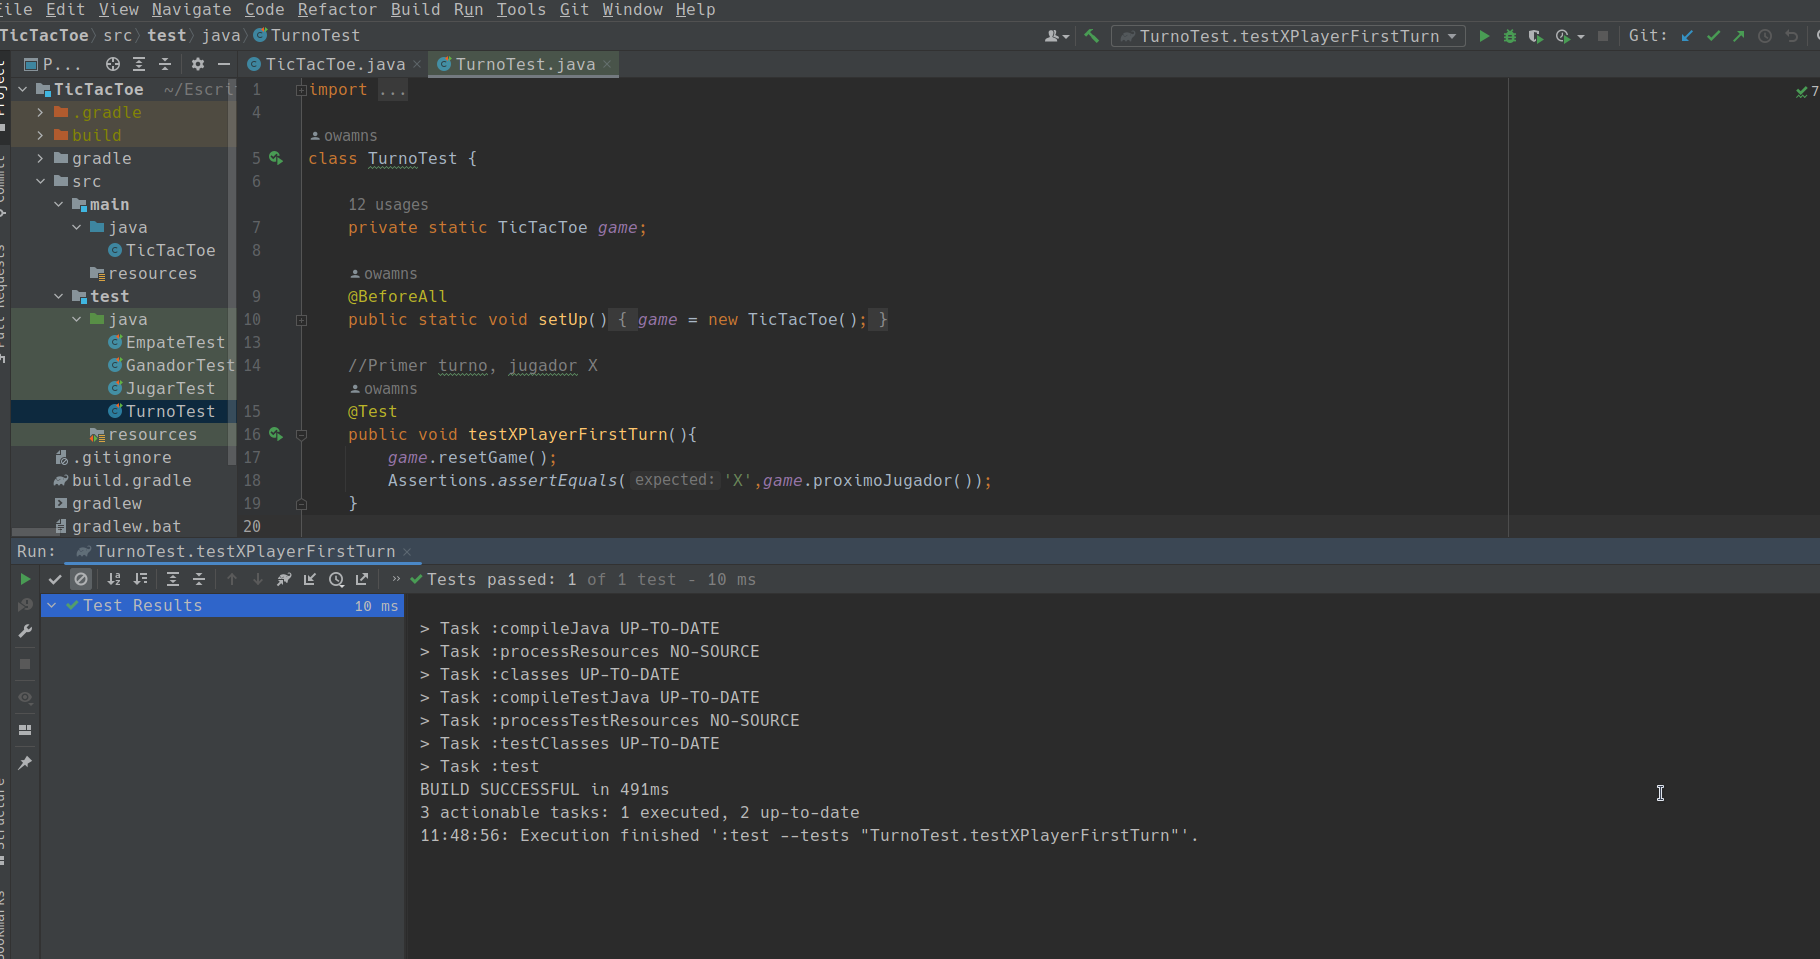 File Edit View Navigate Code Refactor Build Run Tools Git Window Help
TicTacToe src test java TurnoTest TurnoTest.testXPlayerFirstTurn Git:
P... TicTacToe.java TurnoTest.java
TicTacToe ~/Escri
.gradle
build
gradle
src
main
java
TicTacToe
resources
test
java
EmpateTest
GanadorTest
JugarTest
TurnoTest
resources
.gitignore
build.gradle
gradlew
gradlew.bat
1 import ... 7
4
owamns
5 class TurnoTest {
6
12 usages
7 private static TicTacToe game;
8
owamns
9 @BeforeAll
10 public static void setUp() { game = new TicTacToe(); }
13
14 //Primer turno, jugador X
owamns
15 @Test
16 public void testXPlayerFirstTurn(){
17 game.resetGame();
18 Assertions.assertEquals( expected: 'X',game.proximoJugador());
19 }
20
Run: TurnoTest.testXPlayerFirstTurn
Tests passed: 1 of 1 test – 10 ms
Test Results 10 ms
> Task :compileJava UP-TO-DATE
> Task :processResources NO-SOURCE
> Task :classes UP-TO-DATE
> Task :compileTestJava UP-TO-DATE
> Task :processTestResources NO-SOURCE
> Task :testClasses UP-TO-DATE
> Task :test
BUILD SUCCESSFUL in 491ms
3 actionable tasks: 1 executed, 2 up-to-date
11:48:56: Execution finished ':test --tests "TurnoTest.testXPlayerFirstTurn"'.